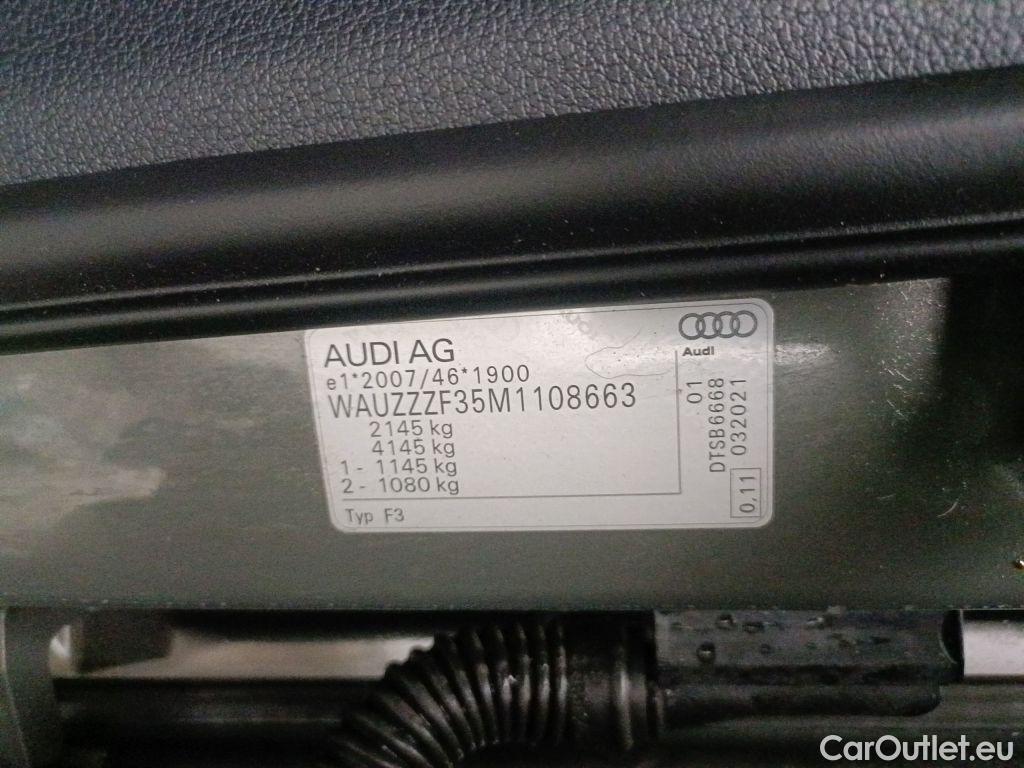 AUDI AG
e1*2007/46*1900
WAUZZZF35M1108663
2145 kg
4145 kg
1 - 1145 kg
2 - 1080 kg
Typ F3
Audi
01
DTSB6668
032021
0,11
CarOutlet.eu